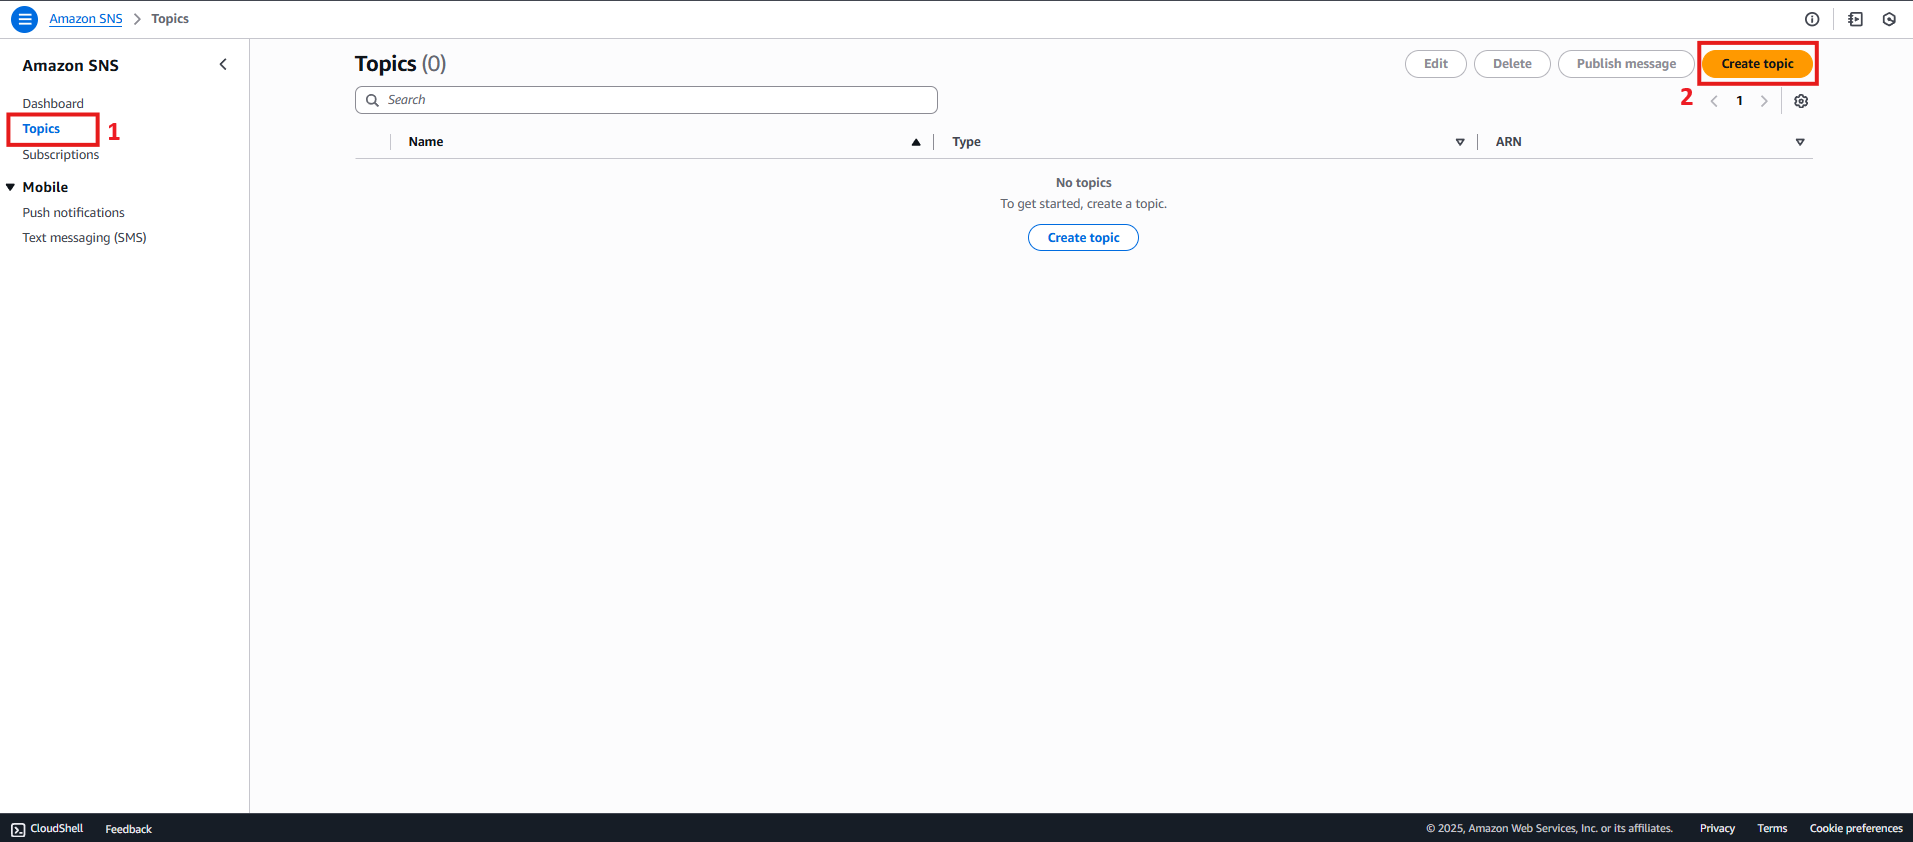 Amazon SNS > Topics
Amazon SNS
Dashboard
Topics 1
Subscriptions
Mobile
Push notifications
Text messaging (SMS)
Topics (0)
Edit Delete Publish message Create topic
Search
2 1
Name Type ARN
No topics
To get started, create a topic.
Create topic
CloudShell Feedback © 2025, Amazon Web Services, Inc. or its affiliates. Privacy Terms Cookie preferences